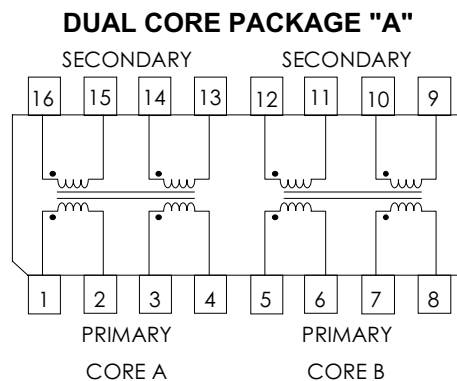 DUAL CORE PACKAGE "A"
SECONDARY SECONDARY
16 15 14 13 12 11 10 9
1 2 3 4 5 6 7 8
PRIMARY PRIMARY
CORE A CORE B